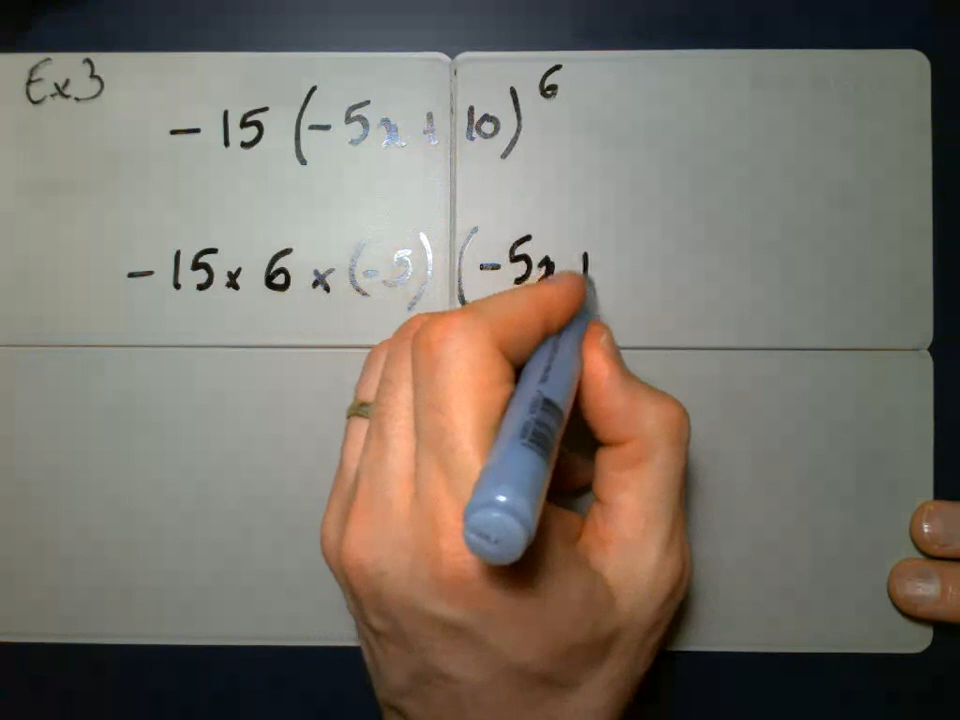 Ex3
-15 (-5x + 10)^6
-15 x 6 x (-5) (-5x +